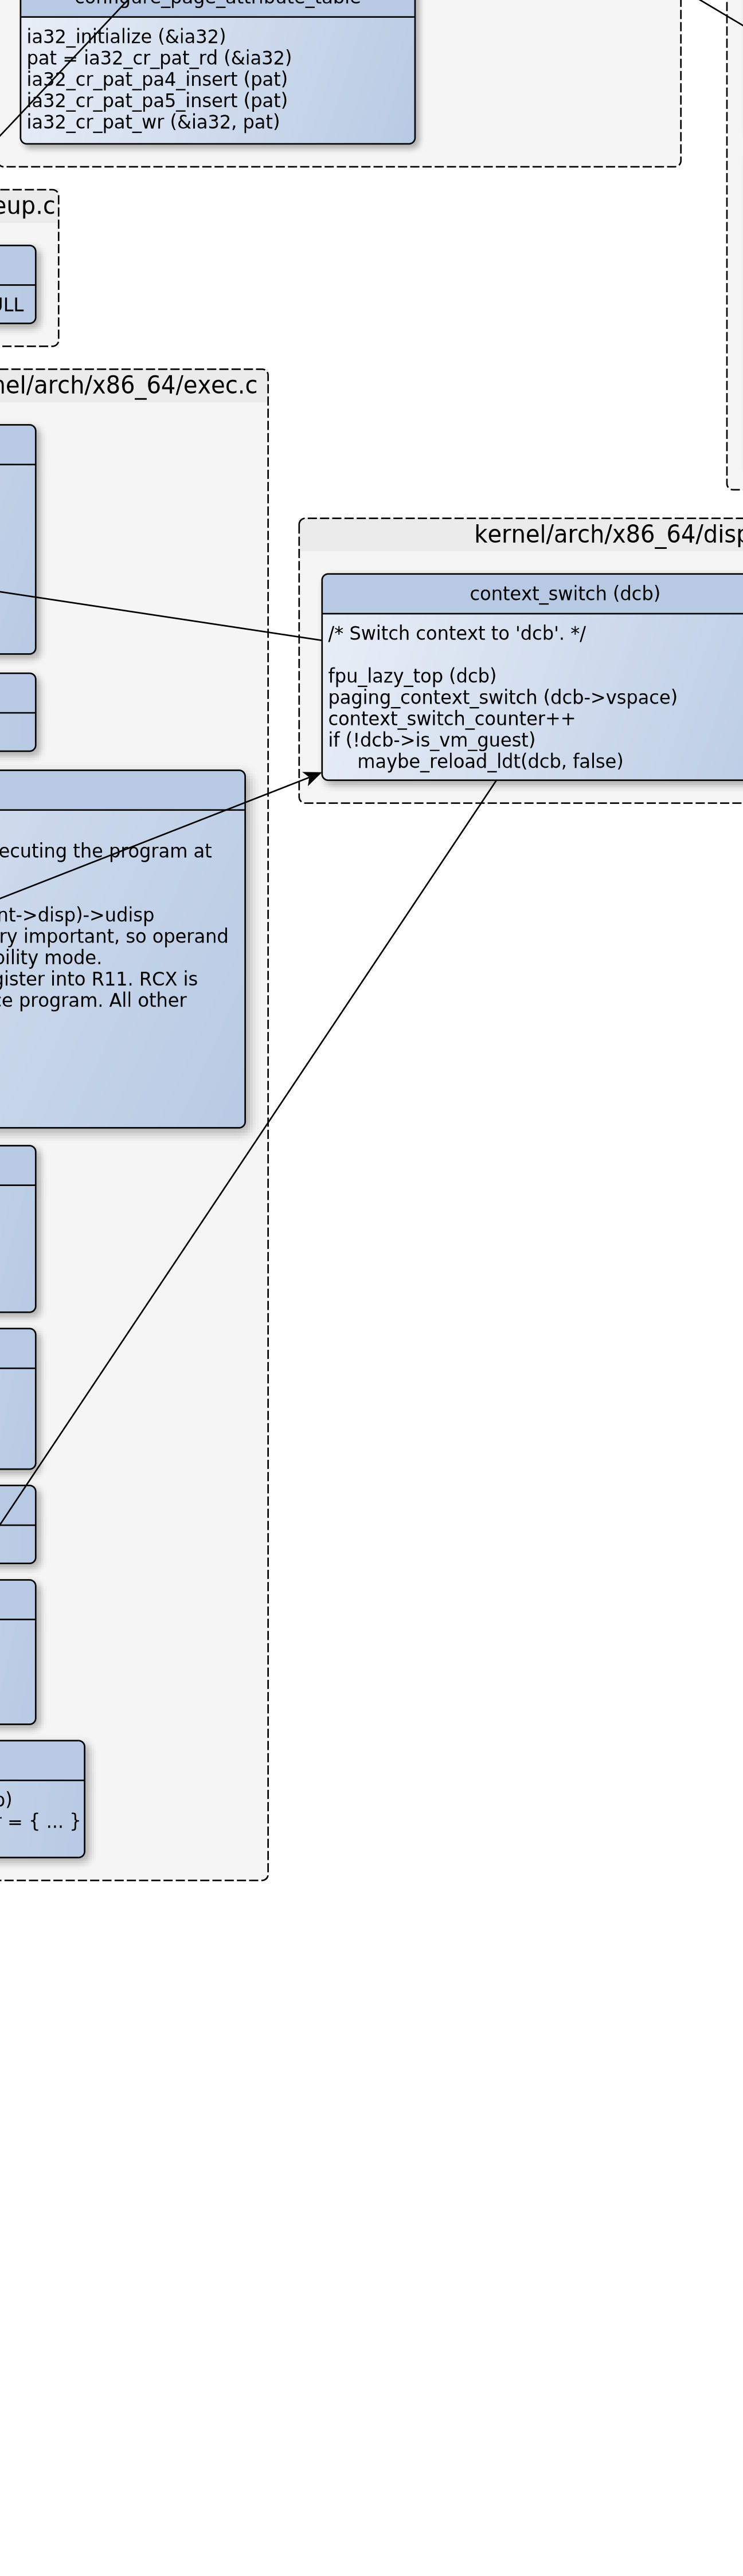 configure_page_attribute_table
ia32_initialize (&ia32)
pat = ia32_cr_pat_rd (&ia32)
ia32_cr_pat_pa4_insert (pat)
ia32_cr_pat_pa5_insert (pat)
ia32_cr_pat_wr (&ia32, pat)
eup.c
ULL
nel/arch/x86_64/exec.c
kernel/arch/x86_64/disp
context_switch (dcb)
/* Switch context to 'dcb'. */
fpu_lazy_top (dcb)
paging_context_switch (dcb->vspace)
context_switch_counter++
if (!dcb->is_vm_guest)
maybe_reload_ldt(dcb, false)
ecuting the program at
nt->disp)->udisp
ry important, so operand
bility mode.
gister into R11. RCX is
ce program. All other
o)
r = { ... }